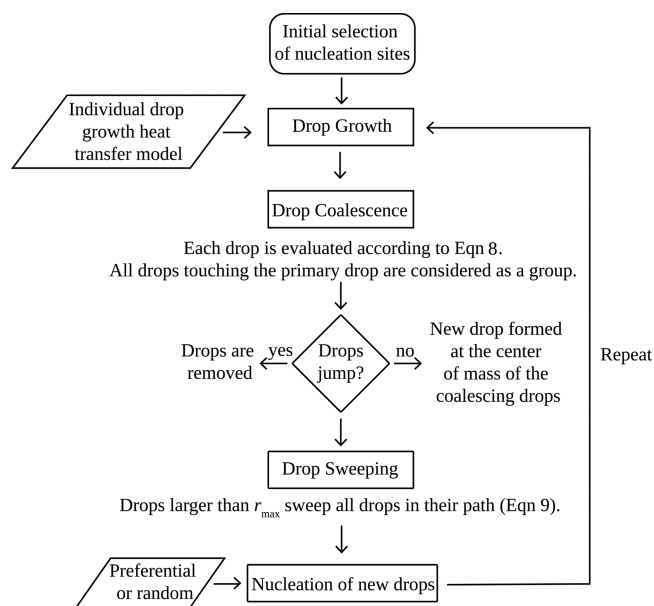 Initial selection
of nucleation sites
Individual drop
growth heat
transfer model
Drop Growth
Drop Coalescence
Each drop is evaluated according to Eqn 8.
All drops touching the primary drop are considered as a group.
Drops are
removed
yes
Drops
jump?
no
New drop formed
at the center
of mass of the
coalescing drops
Repeat
Drop Sweeping
Drops larger than r_max sweep all drops in their path (Eqn 9).
Preferential
or random
Nucleation of new drops